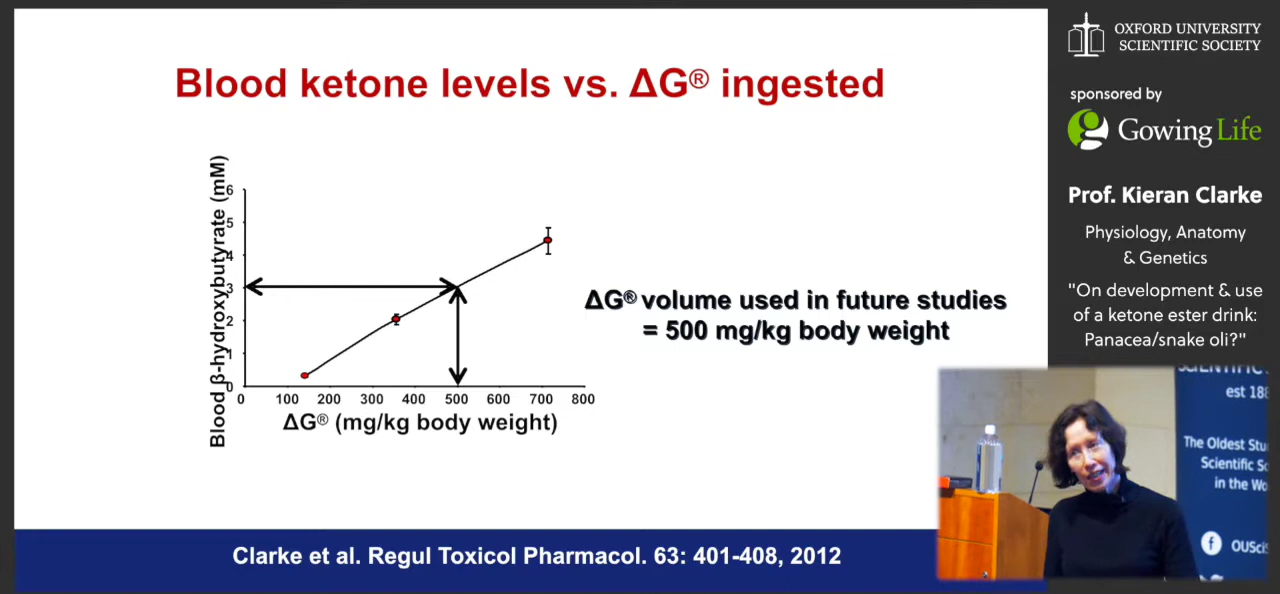 Blood ketone levels vs. ΔG® ingested
Blood β-hydroxybutyrate (mM)
6
5
4
3
2
1
0
0 100 200 300 400 500 600 700 800
ΔG® (mg/kg body weight)
ΔG® volume used in future studies
= 500 mg/kg body weight
Clarke et al. Regul Toxicol Pharmacol. 63: 401-408, 2012
OXFORD UNIVERSITY
SCIENTIFIC SOCIETY
sponsored by
Gowing Life
Prof. Kieran Clarke
Physiology, Anatomy
& Genetics
"On development & use
of a ketone ester drink:
Panacea/snake oli?"
SCIENTIFIC
est 188
The Oldest Stu
Scientific So
in the Wo
f OUSciS